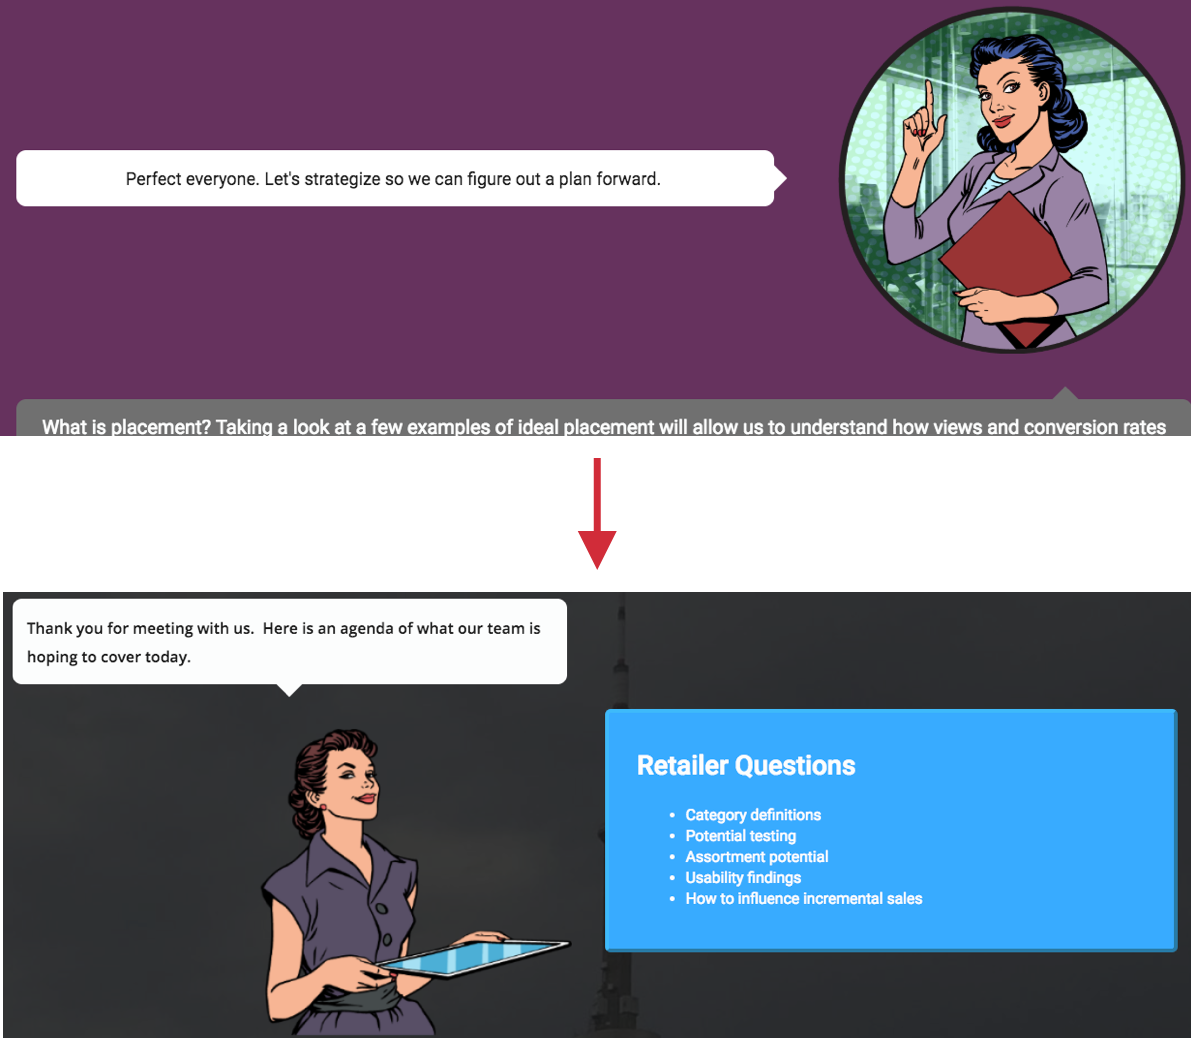 Perfect everyone. Let's strategize so we can figure out a plan forward.
What is placement? Taking a look at a few examples of ideal placement will allow us to understand how views and conversion rates
Thank you for meeting with us.  Here is an agenda of what our team is
hoping to cover today.
Retailer Questions
• Category definitions
• Potential testing
• Assortment potential
• Usability findings
• How to influence incremental sales